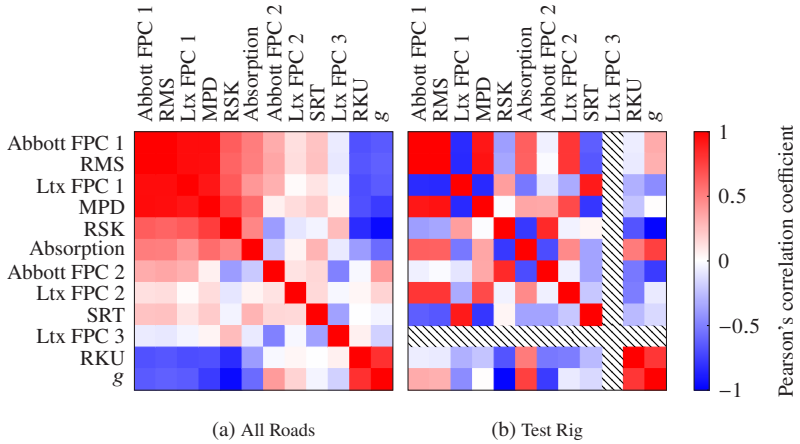 Abbott FPC 1
RMS
Ltx FPC 1
MPD
RSK
Absorption
Abbott FPC 2
Ltx FPC 2
SRT
Ltx FPC 3
RKU
g
Abbott FPC 1
RMS
Ltx FPC 1
MPD
RSK
Absorption
Abbott FPC 2
Ltx FPC 2
SRT
Ltx FPC 3
RKU
g
Abbott FPC 1
RMS
Ltx FPC 1
MPD
RSK
Absorption
Abbott FPC 2
Ltx FPC 2
SRT
Ltx FPC 3
RKU
g
1
0.5
0
−0.5
−1
Pearson's correlation coefficient
(a) All Roads
(b) Test Rig